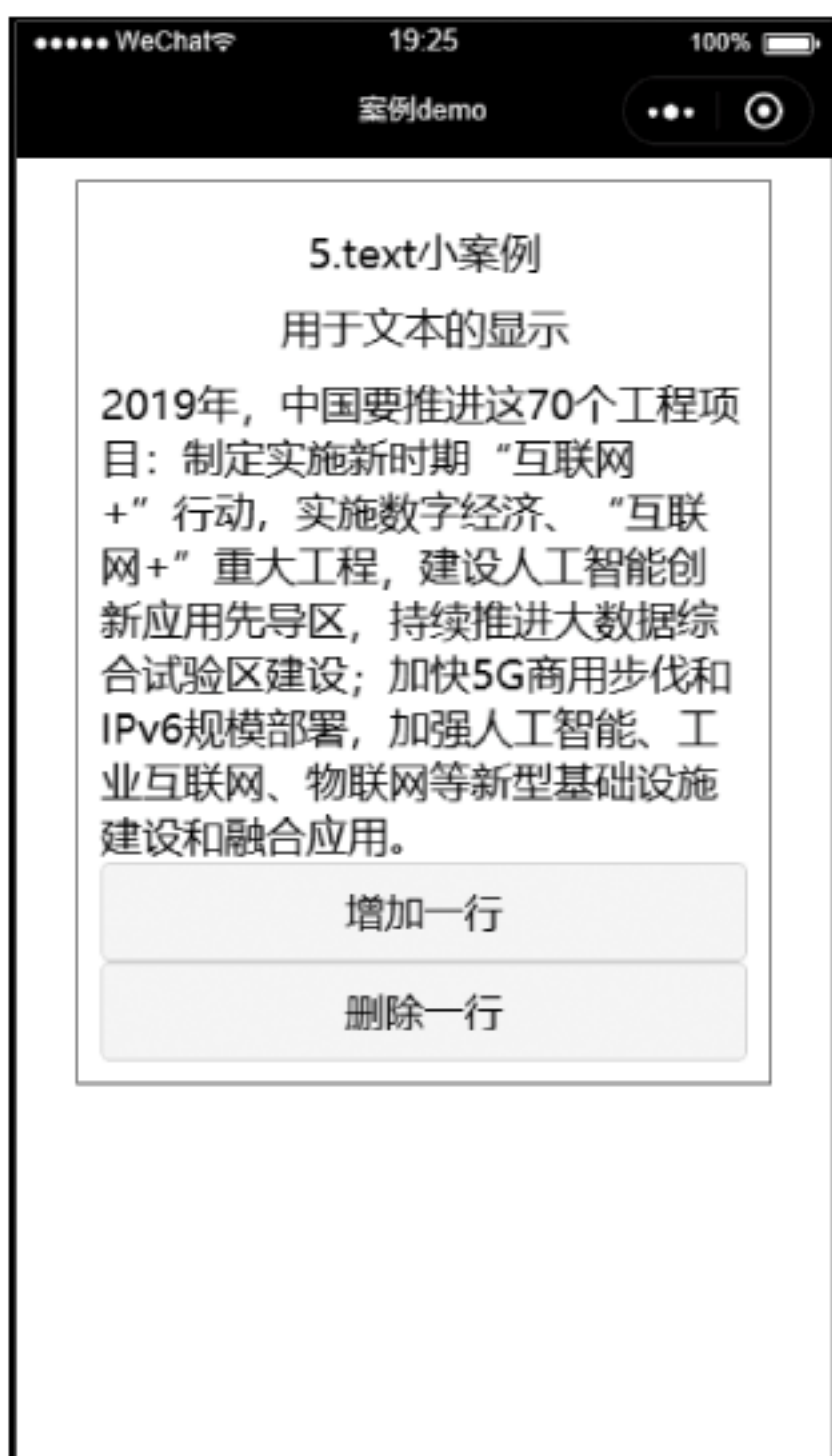 WeChat 19:25 100%
案例demo
5.text小案例
用于文本的显示
2019年，中国要推进这70个工程项
目：制定实施新时期“互联网
+”行动，实施数字经济、“互联
网+”重大工程，建设人工智能创
新应用先导区，持续推进大数据综
合试验区建设；加快5G商用步伐和
IPv6规模部署，加强人工智能、工
业互联网、物联网等新型基础设施
建设和融合应用。
增加一行
删除一行